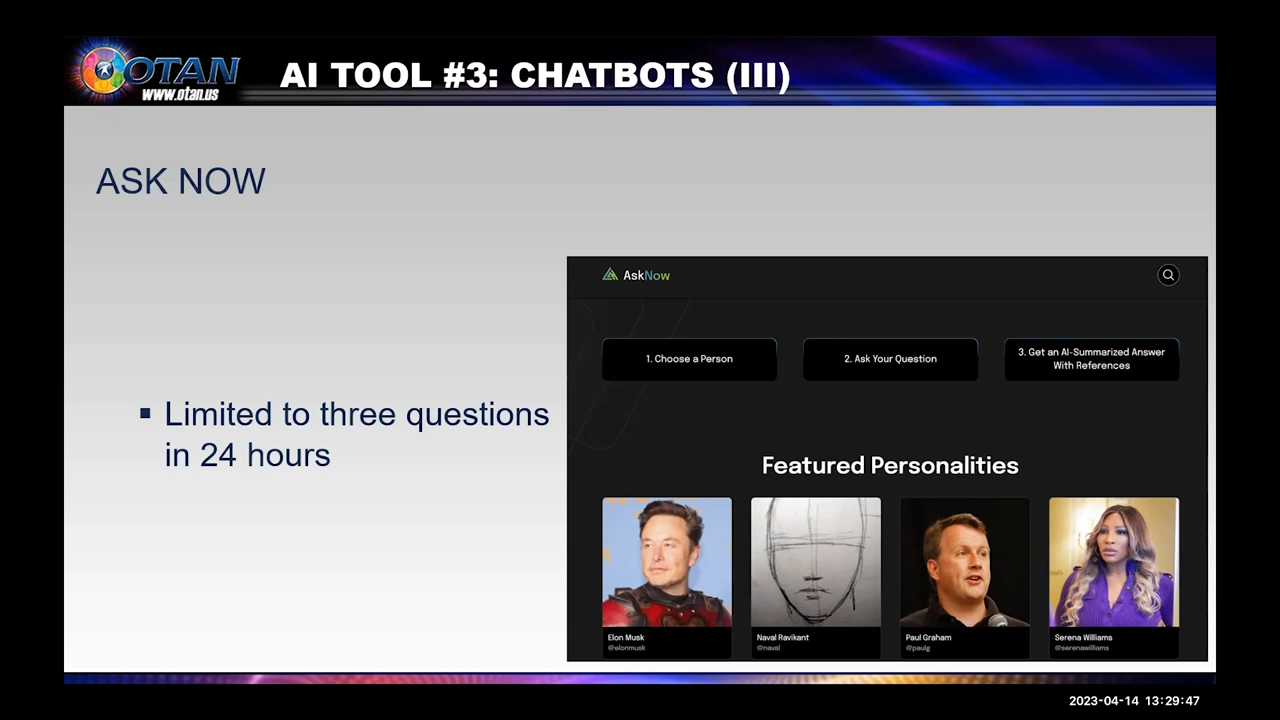 OTAN
www.otan.us
AI TOOL #3: CHATBOTS (III)
ASK NOW
▪ Limited to three questions
in 24 hours
AskNow
1. Choose a Person
2. Ask Your Question
3. Get an AI-Summarized Answer
With References
Featured Personalities
Elon Musk
@elonmusk
Naval Ravikant
@naval
Paul Graham
@paulg
Serena Williams
@serenawilliams
2023-04-14 13:29:47